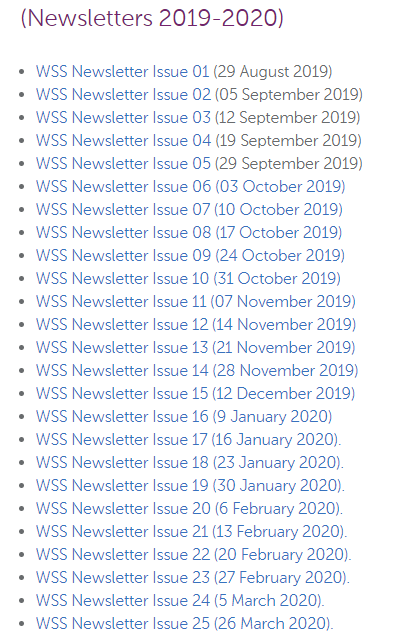 (Newsletters 2019-2020)
WSS Newsletter Issue 01 (29 August 2019)
WSS Newsletter Issue 02 (05 September 2019)
WSS Newsletter Issue 03 (12 September 2019)
WSS Newsletter Issue 04 (19 September 2019)
WSS Newsletter Issue 05 (29 September 2019)
WSS Newsletter Issue 06 (03 October 2019)
WSS Newsletter Issue 07 (10 October 2019)
WSS Newsletter Issue 08 (17 October 2019)
WSS Newsletter Issue 09 (24 October 2019)
WSS Newsletter Issue 10 (31 October 2019)
WSS Newsletter Issue 11 (07 November 2019)
WSS Newsletter Issue 12 (14 November 2019)
WSS Newsletter Issue 13 (21 November 2019)
WSS Newsletter Issue 14 (28 November 2019)
WSS Newsletter Issue 15 (12 December 2019)
WSS Newsletter Issue 16 (9 January 2020)
WSS Newsletter Issue 17 (16 January 2020).
WSS Newsletter Issue 18 (23 January 2020).
WSS Newsletter Issue 19 (30 January 2020).
WSS Newsletter Issue 20 (6 February 2020).
WSS Newsletter Issue 21 (13 February 2020).
WSS Newsletter Issue 22 (20 February 2020).
WSS Newsletter Issue 23 (27 February 2020).
WSS Newsletter Issue 24 (5 March 2020).
WSS Newsletter Issue 25 (26 March 2020).